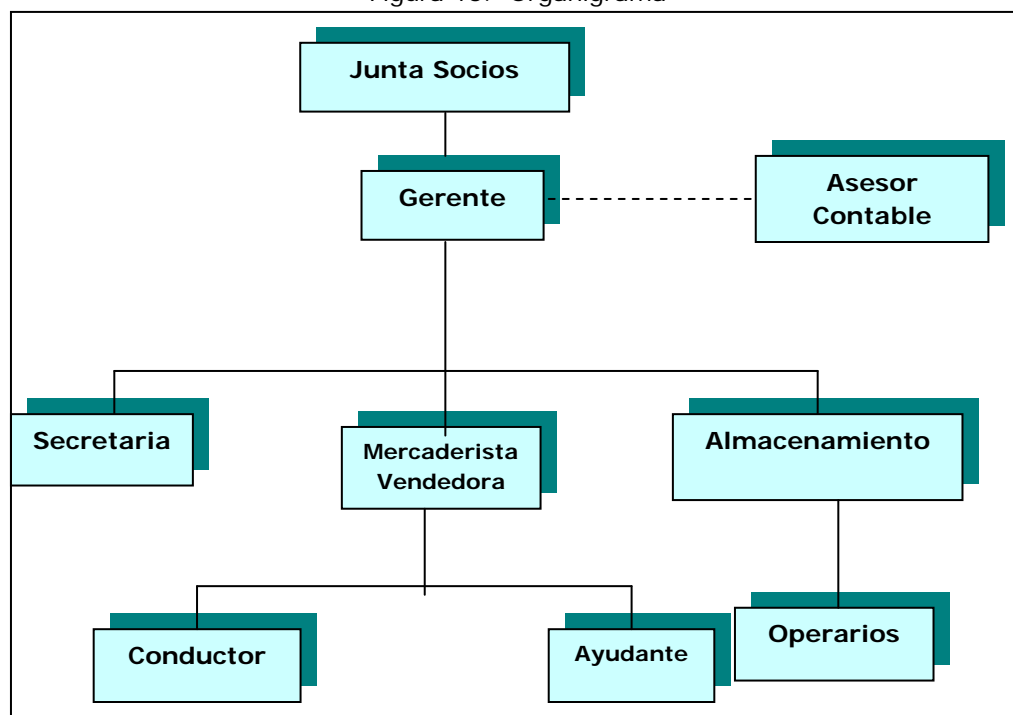 Junta Socios
Gerente
Asesor
Contable
Secretaria
Mercaderista
Vendedora
Almacenamiento
Conductor
Ayudante
Operarios